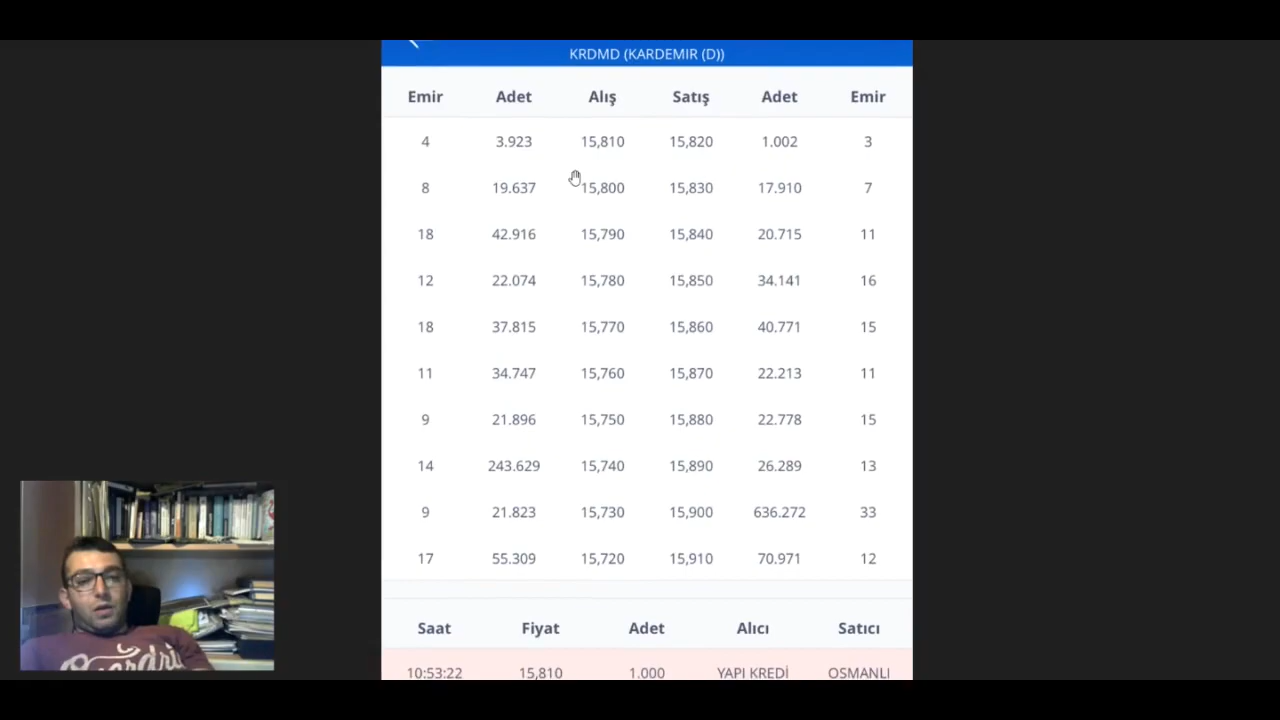 KRDMD (KARDEMIR (D))
Emir Adet Alış Satış Adet Emir
4 3.923 15,810 15,820 1.002 3
8 19.637 15,800 15,830 17.910 7
18 42.916 15,790 15,840 20.715 11
12 22.074 15,780 15,850 34.141 16
18 37.815 15,770 15,860 40.771 15
11 34.747 15,760 15,870 22.213 11
9 21.896 15,750 15,880 22.778 15
14 243.629 15,740 15,890 26.289 13
9 21.823 15,730 15,900 636.272 33
17 55.309 15,720 15,910 70.971 12
Saat Fiyat Adet Alıcı Satıcı
10:53:22 15,810 1.000 YAPI KREDİ OSMANLI